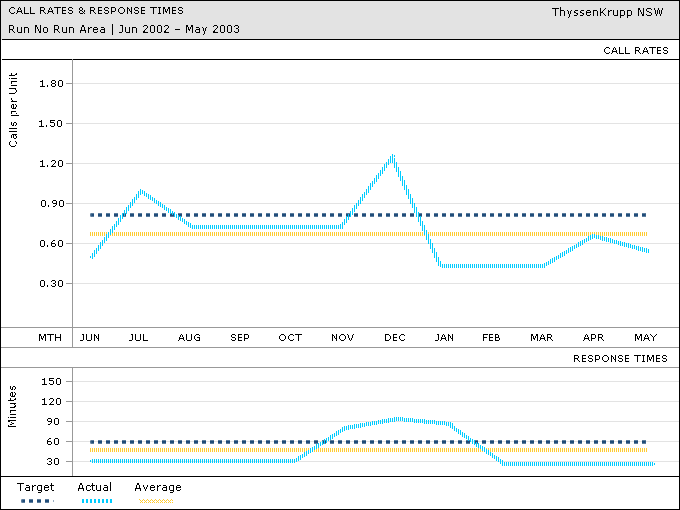 CALL RATES & RESPONSE TIMES
ThyssenKrupp NSW
Run No Run Area | Jun 2002 – May 2003
CALL RATES
Calls per Unit
1.80
1.50
1.20
0.90
0.60
0.30
MTH JUN JUL AUG SEP OCT NOV DEC JAN FEB MAR APR MAY
RESPONSE TIMES
Minutes
150
120
90
60
30
Target Actual Average